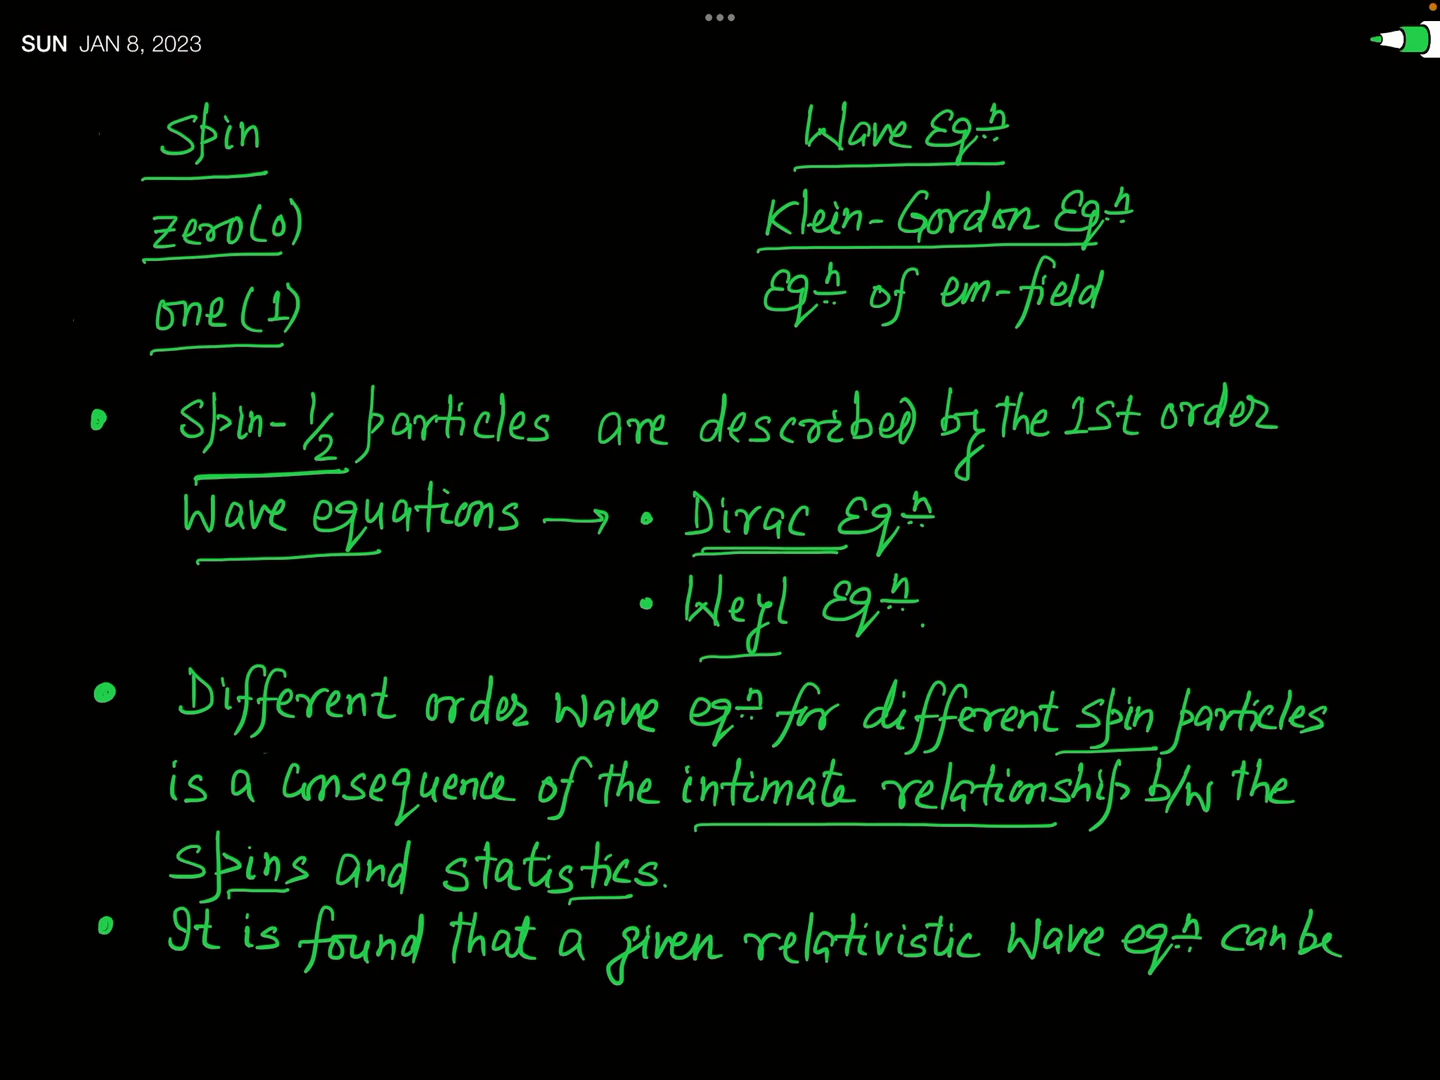 SUN JAN 8, 2023
Spin Wave Eqn
Zero(0) Klein-Gordon Eqn
one (1) Eqn of em-field
• Spin-1/2 particles are described by the 1st order
Wave equations → • Dirac Eqn
• Weyl Eqn.
• Different order wave eqn for different spin particles
is a consequence of the intimate relationship b/w the
Spins and statistics.
• It is found that a given relativistic wave eqn can be